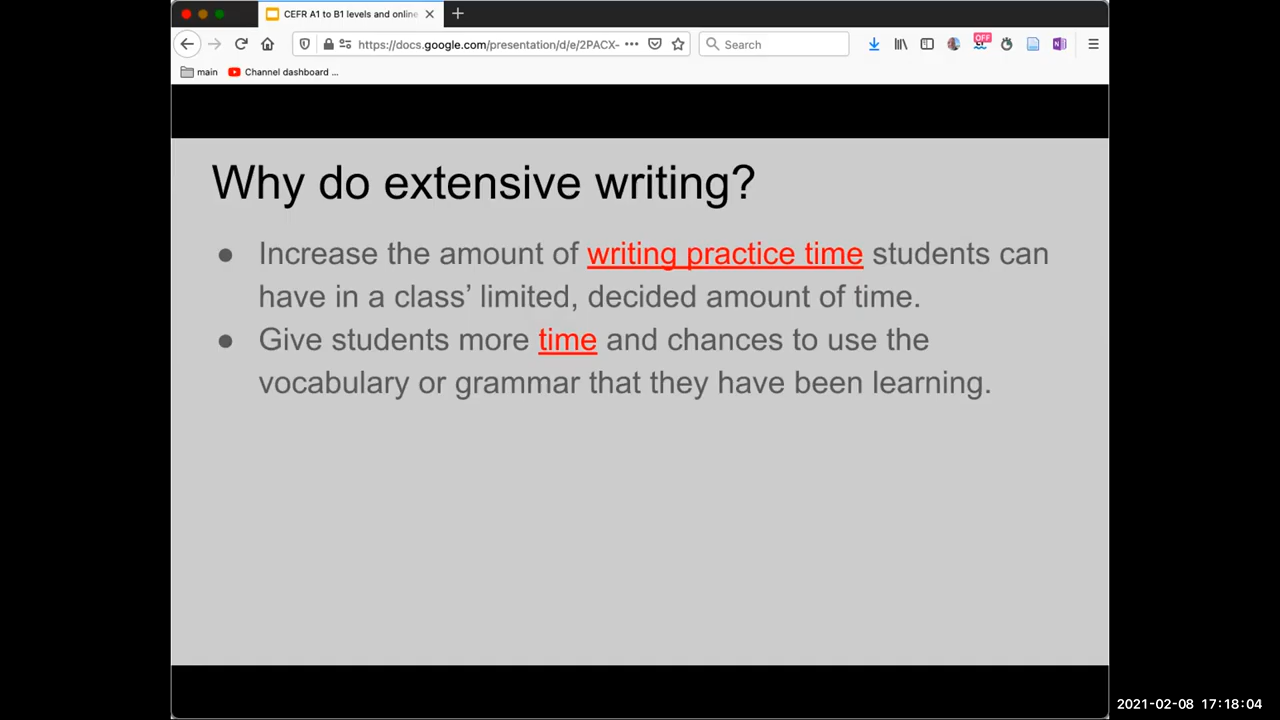 CEFR A1 to B1 levels and online
https://docs.google.com/presentation/d/e/2PACX-
Search
OFF
main
Channel dashboard ...
Why do extensive writing?
● Increase the amount of writing practice time students can
have in a class’ limited, decided amount of time.
● Give students more time and chances to use the
vocabulary or grammar that they have been learning.
2021-02-08 17:18:04